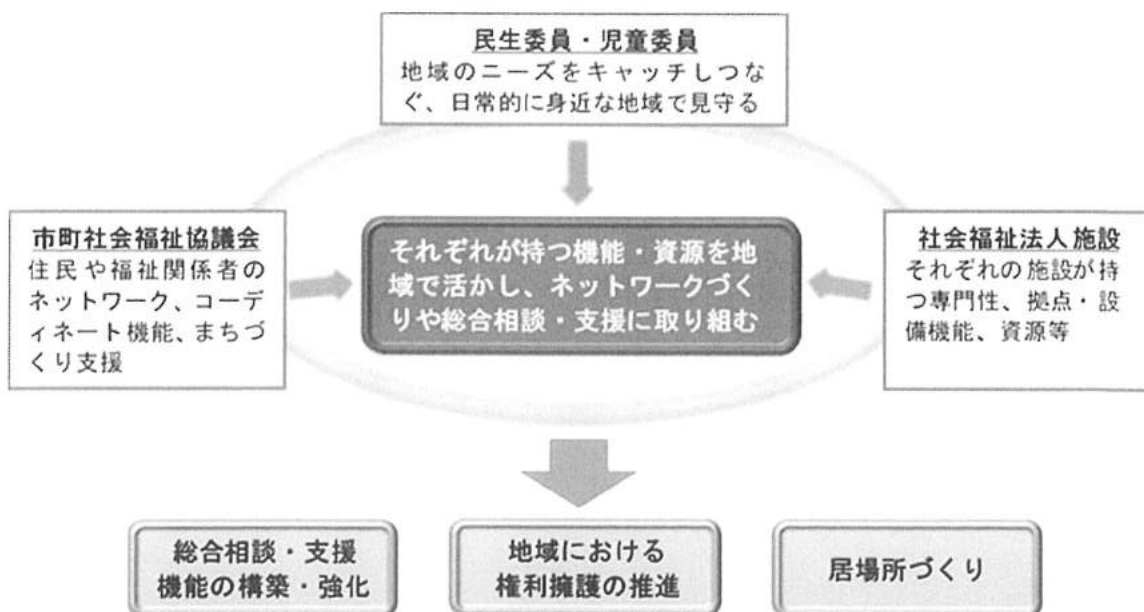 民生委員・児童委員
地域のニーズをキャッチしつな
ぐ、日常的に身近な地域で見守る
市町社会福祉協議会
住民や福祉関係者の
ネットワーク、コーデ
ィネート機能、まちづ
くり支援
それぞれが持つ機能・資源を地
域で活かし、ネットワークづく
りや総合相談・支援に取り組む
社会福祉法人施設
それぞれの施設が持
つ専門性、拠点・設
備機能、資源等
総合相談・支援
機能の構築・強化
地域における
権利擁護の推進
居場所づくり